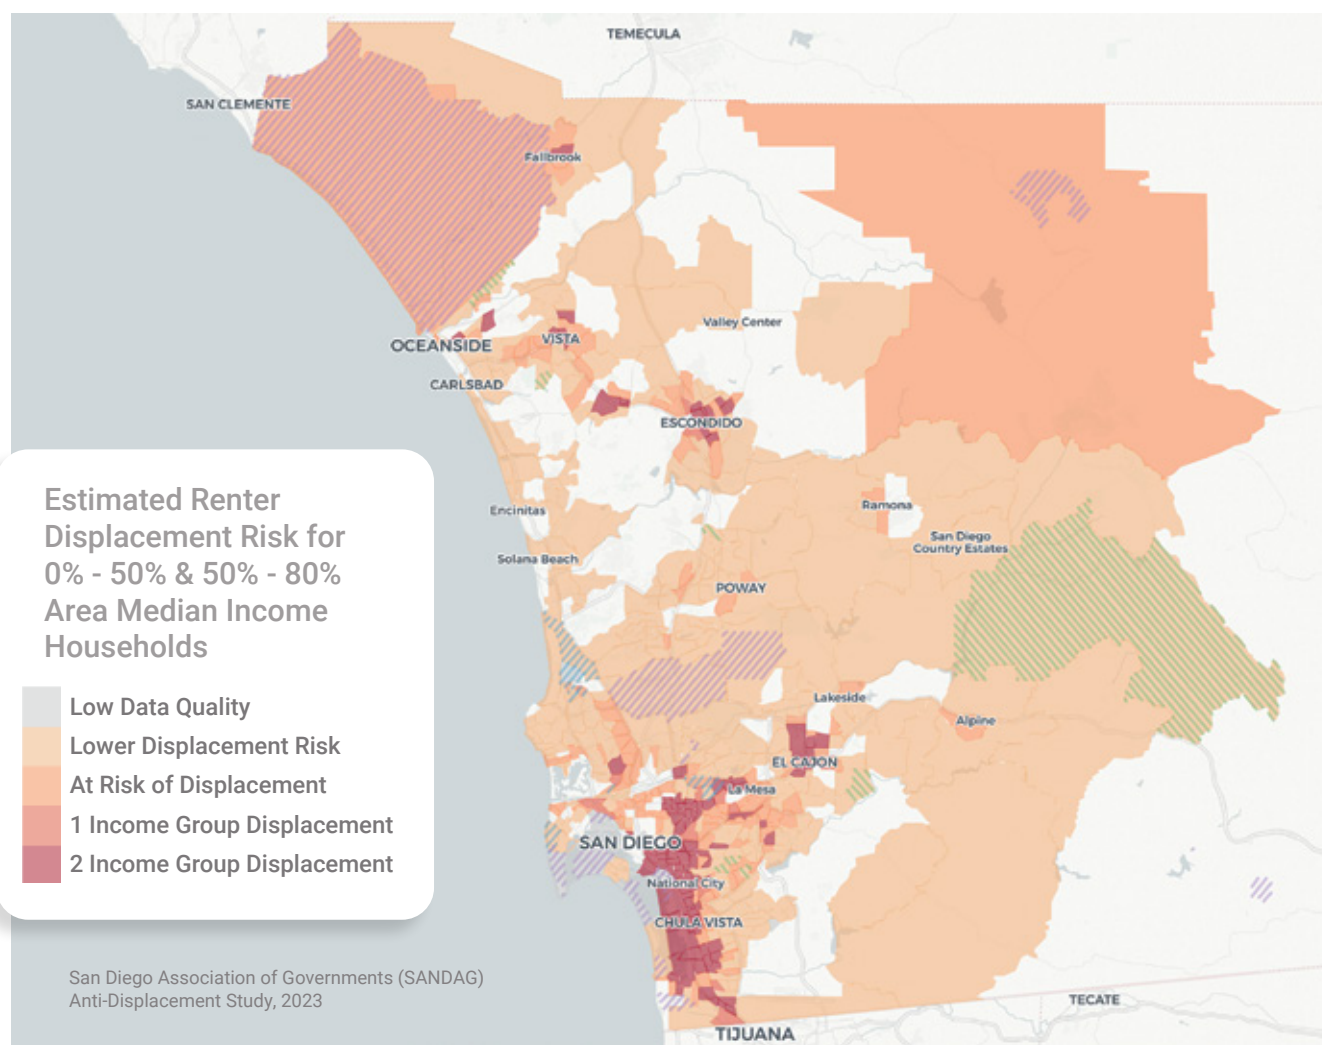 TEMECULA
SAN CLEMENTE
Fallbrook
Valley Center
VISTA
OCEANSIDE
CARLSBAD
ESCONDIDO
Encinitas
Ramona
San Diego
Country Estates
Solana Beach
POWAY
Lakeside
Alpine
EL CAJON
La Mesa
SAN DIEGO
National City
CHULA VISTA
TECATE
TIJUANA
Estimated Renter
Displacement Risk for
0% - 50% & 50% - 80%
Area Median Income
Households
Low Data Quality
Lower Displacement Risk
At Risk of Displacement
1 Income Group Displacement
2 Income Group Displacement
San Diego Association of Governments (SANDAG)
Anti-Displacement Study, 2023